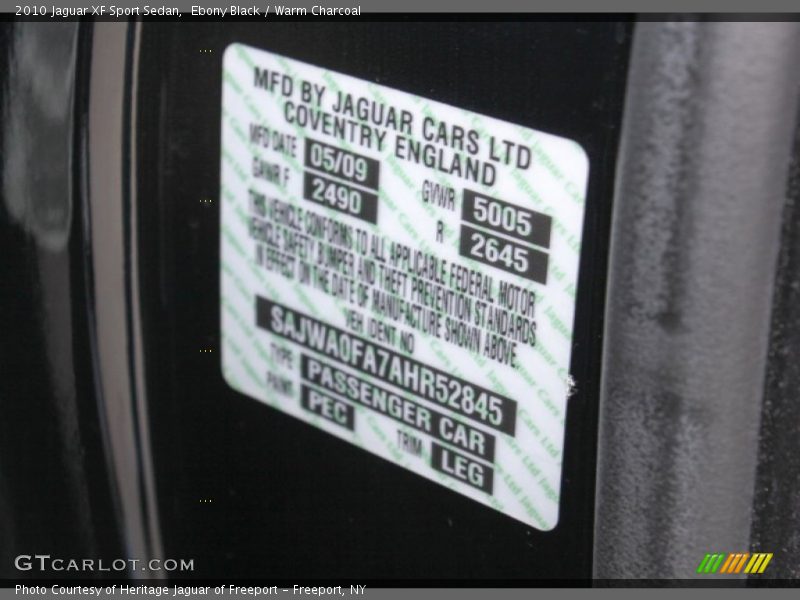 2010 Jaguar XF Sport Sedan, Ebony Black / Warm Charcoal
MFD BY JAGUAR CARS LTD
COVENTRY ENGLAND
MFD DATE 05/09 GVWR 5005
GAWR F 2490 R 2645
THIS VEHICLE CONFORMS TO ALL APPLICABLE FEDERAL MOTOR
VEHICLE SAFETY, BUMPER AND THEFT PREVENTION STANDARDS
IN EFFECT ON THE DATE OF MANUFACTURE SHOWN ABOVE.
VEH IDENT NO
SAJWA0FA7AHR52845
TYPE PASSENGER CAR
PAINT PEC TRIM LEG
GTCARLOT.COM
Photo Courtesy of Heritage Jaguar of Freeport - Freeport, NY